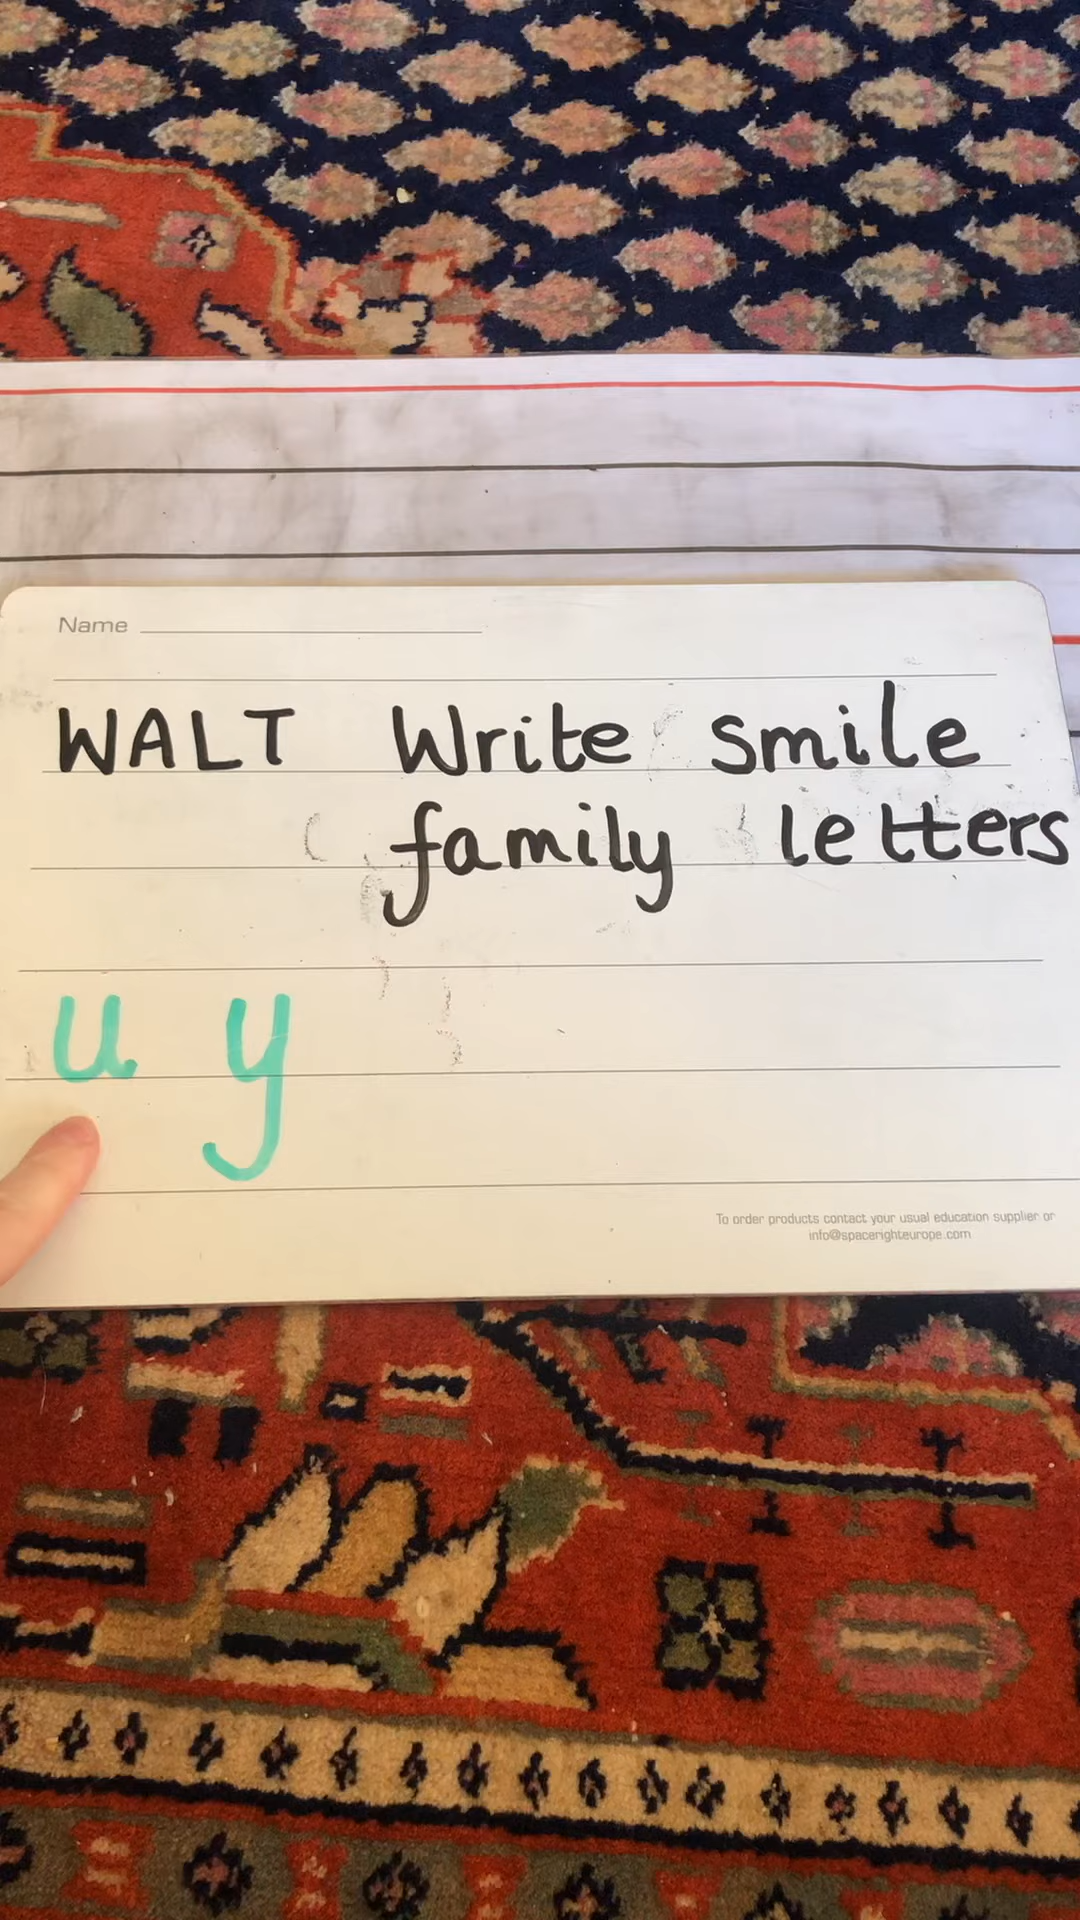 Name
WALT Write smile
family letters
u y
To order products contact your usual education supplier or
info@spacerighteurope.com